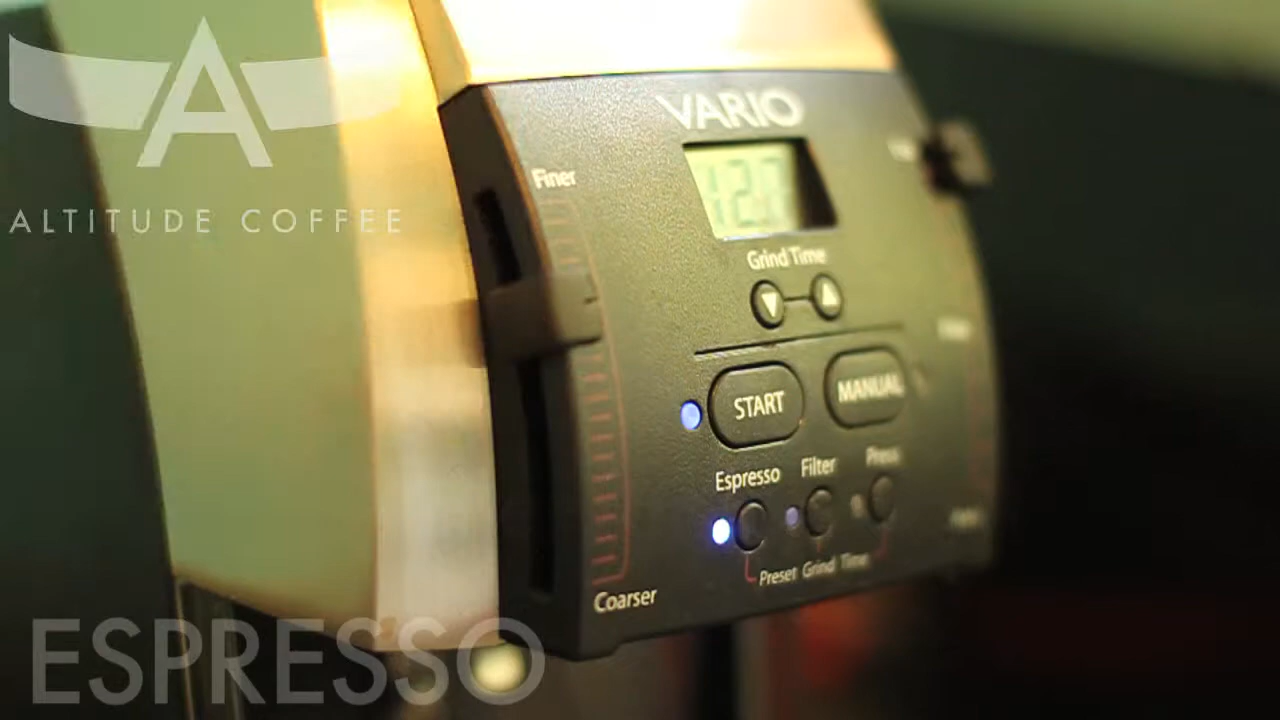 ALTITUDE COFFEE
VARIO
Finer
12.7
Grind Time
START
MANUAL
Espresso
Filter
Press
Preset Grind Time
Coarser
ESPRESSO